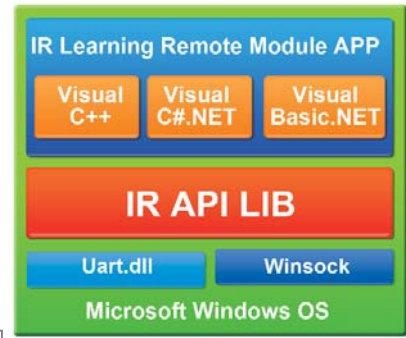 IR Learning Remote Module APP
Visual C++
Visual C#.NET
Visual Basic.NET
IR API LIB
Uart.dll
Winsock
Microsoft Windows OS